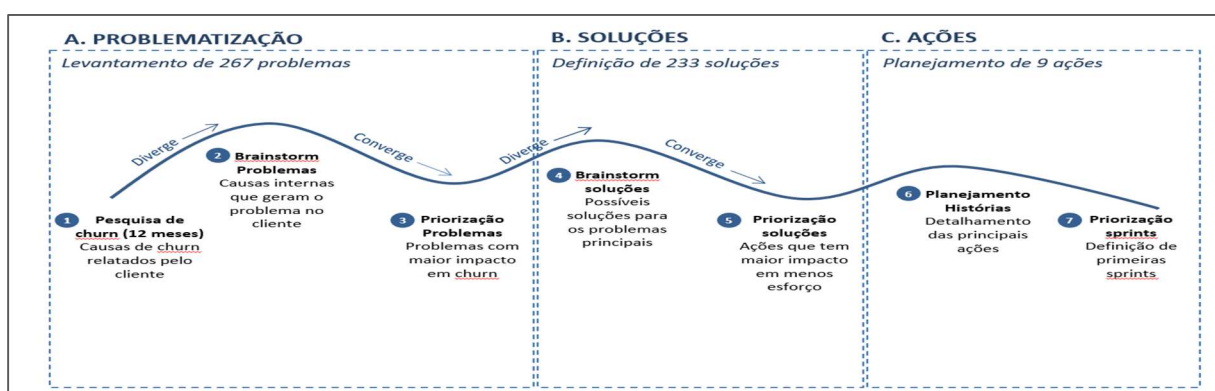 A. PROBLEMATIZAÇÃO
Levantamento de 267 problemas
Diverge
Converge
1
Pesquisa de
churn (12 meses)
Causas de churn
relatados pelo
cliente
2
Brainstorm
Problemas
Causas internas
que geram o
problema no
cliente
3
Priorização
Problemas
Problemas com
maior impacto
em churn
B. SOLUÇÕES
Definição de 233 soluções
Diverge
Converge
4
Brainstorm
soluções
Possíveis
soluções para
os problemas
principais
5
Priorização
soluções
Ações que tem
maior impacto
em menos
esforço
C. AÇÕES
Planejamento de 9 ações
6
Planejamento
Histórias
Detalhamento
das principais
ações
7
Priorização
sprints
Definição de
primeiras
sprints